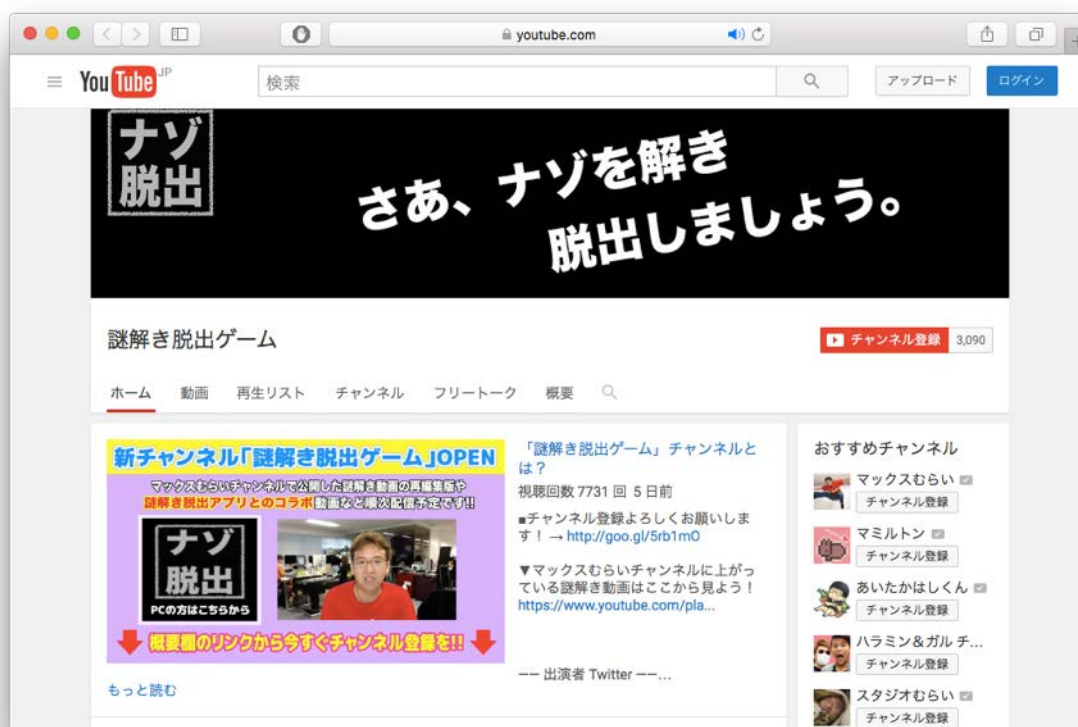 youtube.com
YouTube JP
検索
アップロード
ログイン
ナゾ
脱出
さあ、ナゾを解き
脱出しましょう。
謎解き脱出ゲーム
チャンネル登録 3,090
ホーム 動画 再生リスト チャンネル フリートーク 概要
新チャンネル「謎解き脱出ゲーム」OPEN
マックスむらいチャンネルで公開した謎解き動画の再編集版や
謎解き脱出アプリとのコラボ動画など順次配信予定です!!
ナゾ
脱出
PCの方はこちらから
概要欄のリンクから今すぐチャンネル登録を!!
もっと読む
「謎解き脱出ゲーム」チャンネルと
は？
視聴回数 7731 回 5 日前
■チャンネル登録よろしくお願いしま
す！ → http://goo.gl/5rb1mO
▼マックスむらいチャンネルに上がっ
ている謎解き動画はここから見よう！
https://www.youtube.com/pla...
—— 出演者 Twitter ——...
おすすめチャンネル
マックスむらい
チャンネル登録
マミルトン
チャンネル登録
あいたかはしくん
チャンネル登録
ハラミン＆ガル チ...
チャンネル登録
スタジオむらい
チャンネル登録